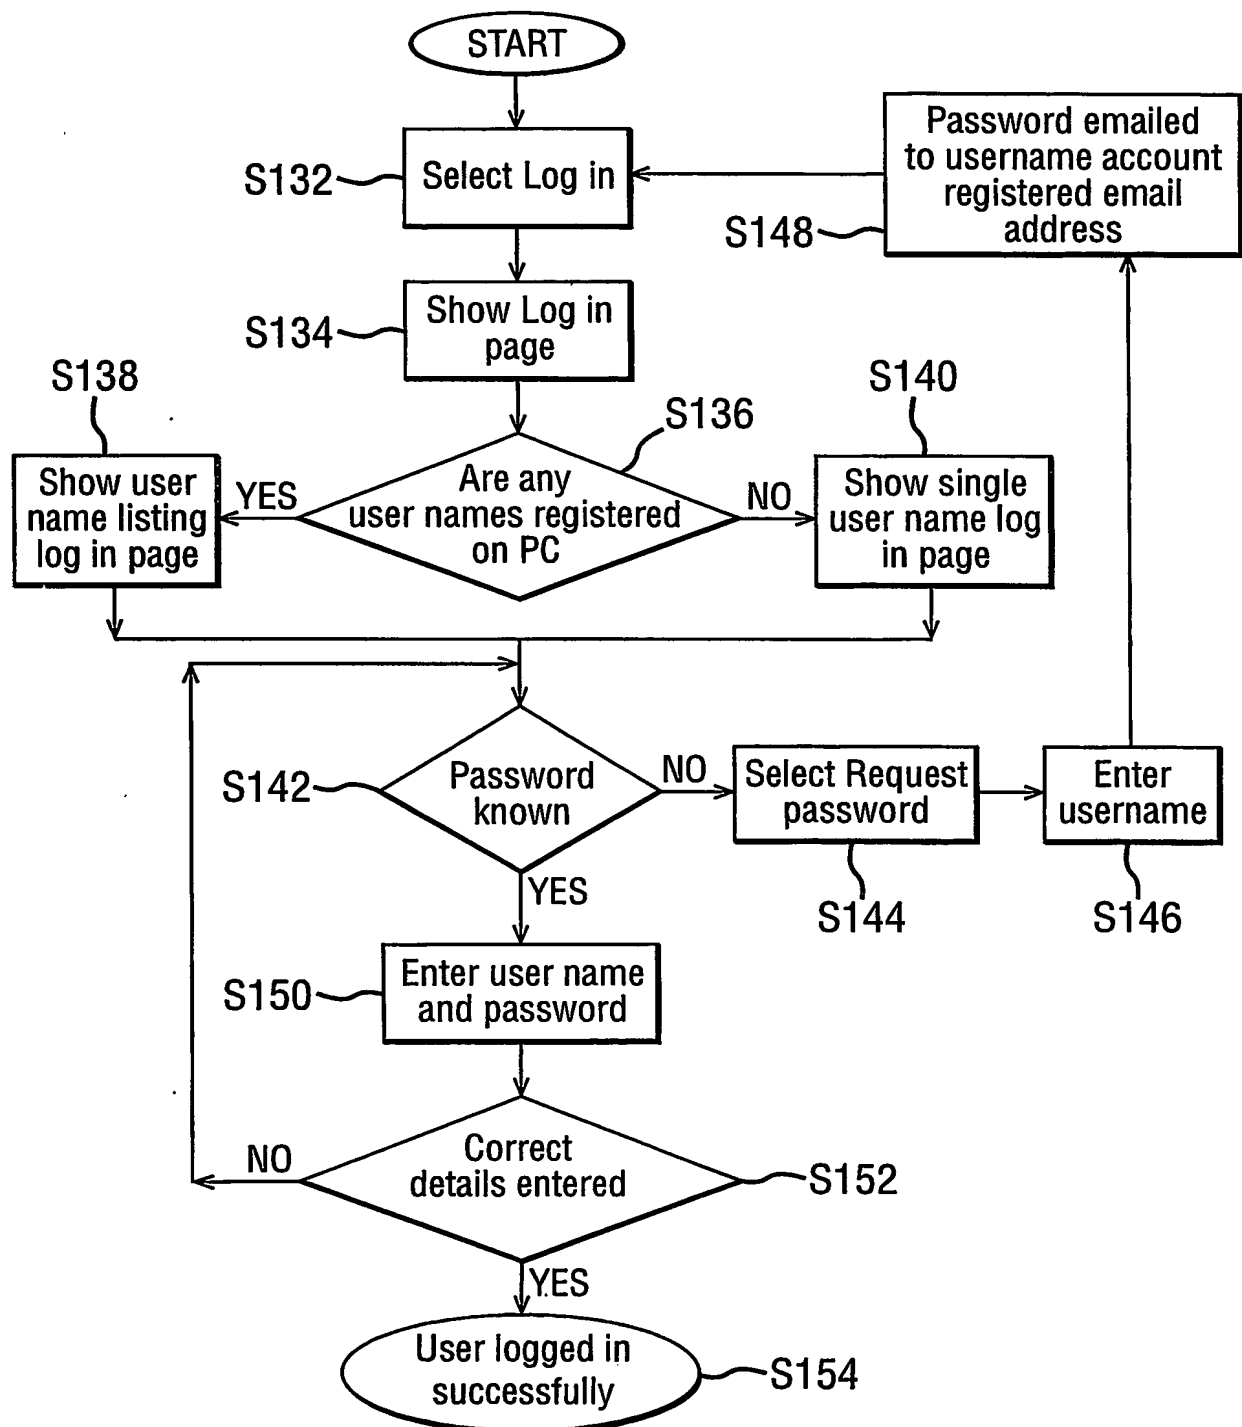 START
Select Log in
S132
Password emailed
to username account
registered email
address
S148
Show Log in
page
S134
S138
S136
S140
Show user
name listing
log in page
YES
Are any
user names registered
on PC
NO
Show single
user name log
in page
S142
Password
known
NO
Select Request
password
Enter
username
S144
S146
YES
S150
Enter user name
and password
NO
Correct
details entered
S152
YES
User logged in
successfully
S154